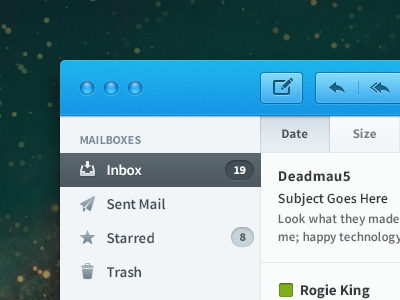 MAILBOXES
Inbox 19
Sent Mail
Starred 8
Trash
Date Size
Deadmau5
Subject Goes Here
Look what they made
me; happy technology
Rogie King